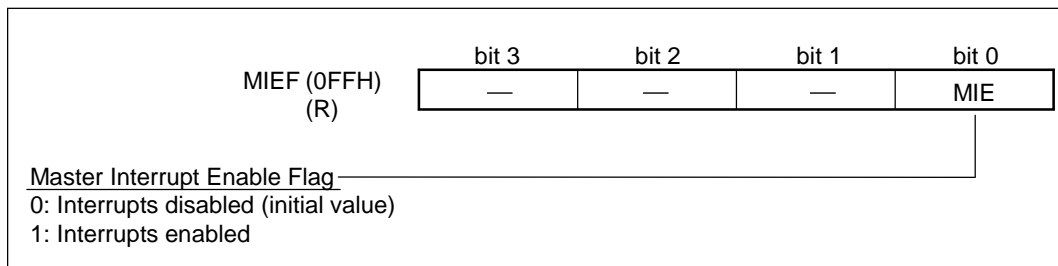 bit 3 bit 2 bit 1 bit 0
MIEF (0FFH) — — — MIE
(R)
Master Interrupt Enable Flag
0: Interrupts disabled (initial value)
1: Interrupts enabled